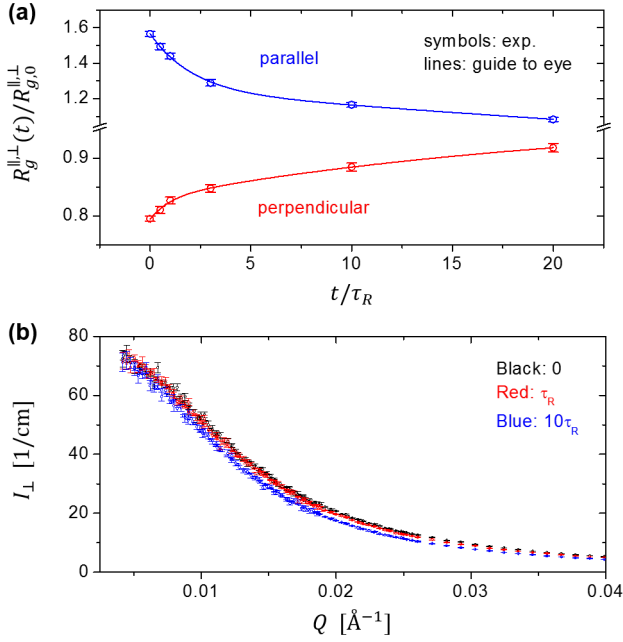 (a)
R_g^{∥,⊥}(t)/R_{g,0}^{∥,⊥}
1.6
1.4
1.2
0.9
0.8
parallel
symbols: exp.
lines: guide to eye
perpendicular
0 5 10 15 20
t/τ_R
(b)
I_⊥ [1/cm]
80
60
40
20
0
Black: 0
Red: τ_R
Blue: 10τ_R
0.01 0.02 0.03 0.04
Q [Å⁻¹]